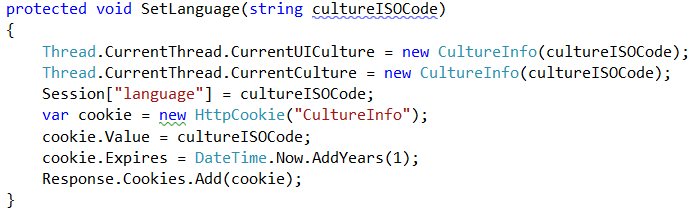 protected void SetLanguage(string cultureISOCode)
{
    Thread.CurrentThread.CurrentUICulture = new CultureInfo(cultureISOCode);
    Thread.CurrentThread.CurrentCulture = new CultureInfo(cultureISOCode);
    Session["language"] = cultureISOCode;
    var cookie = new HttpCookie("CultureInfo");
    cookie.Value = cultureISOCode;
    cookie.Expires = DateTime.Now.AddYears(1);
    Response.Cookies.Add(cookie);
}